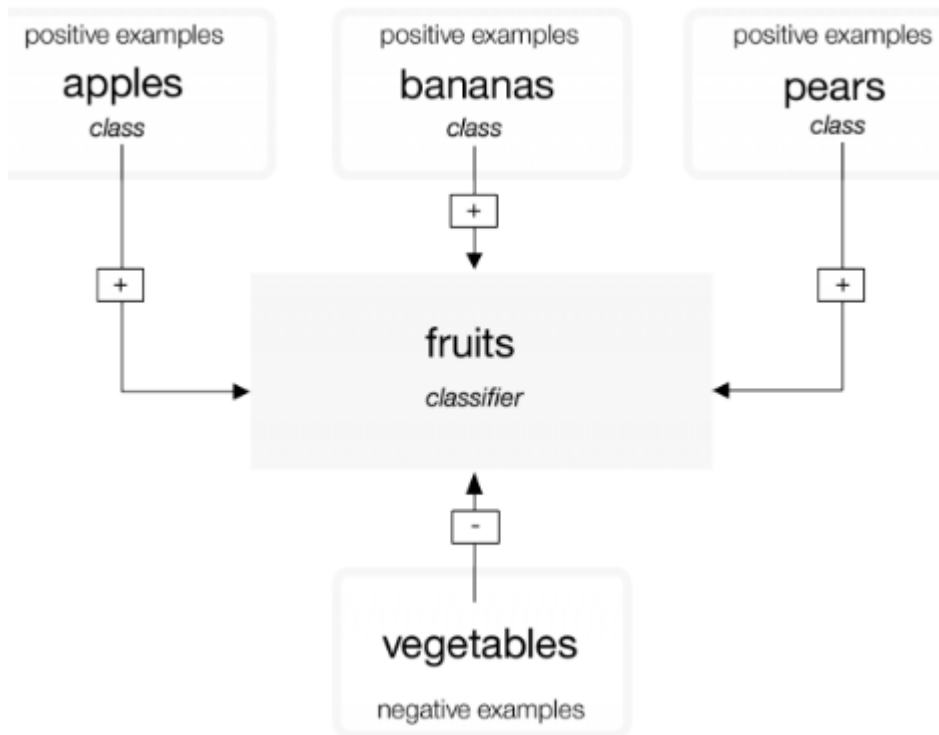 positive examples
apples
class
positive examples
bananas
class
positive examples
pears
class
+
+
+
fruits
classifier
-
vegetables
negative examples